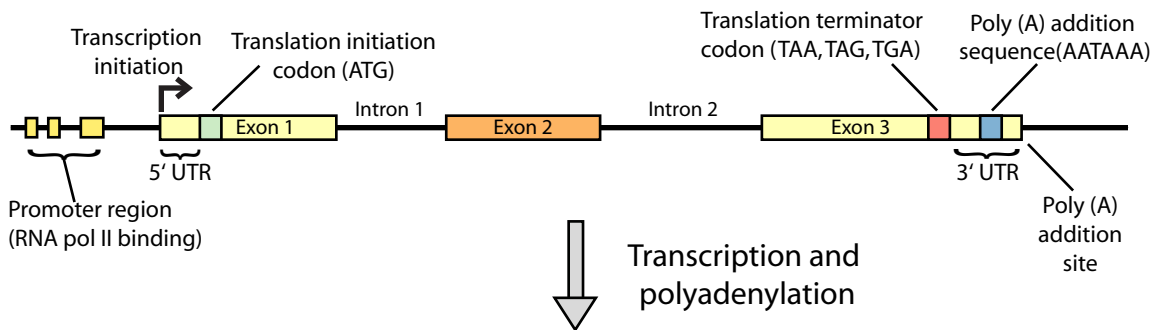 Transcription
initiation
Translation initiation
codon (ATG)
Translation terminator
codon (TAA,TAG,TGA)
Poly (A) addition
sequence(AATAAA)
Exon 1
Intron 1
Exon 2
Intron 2
Exon 3
5‘ UTR
3‘ UTR
Promoter region
(RNA pol II binding)
Poly (A)
addition
site
Transcription and
polyadenylation